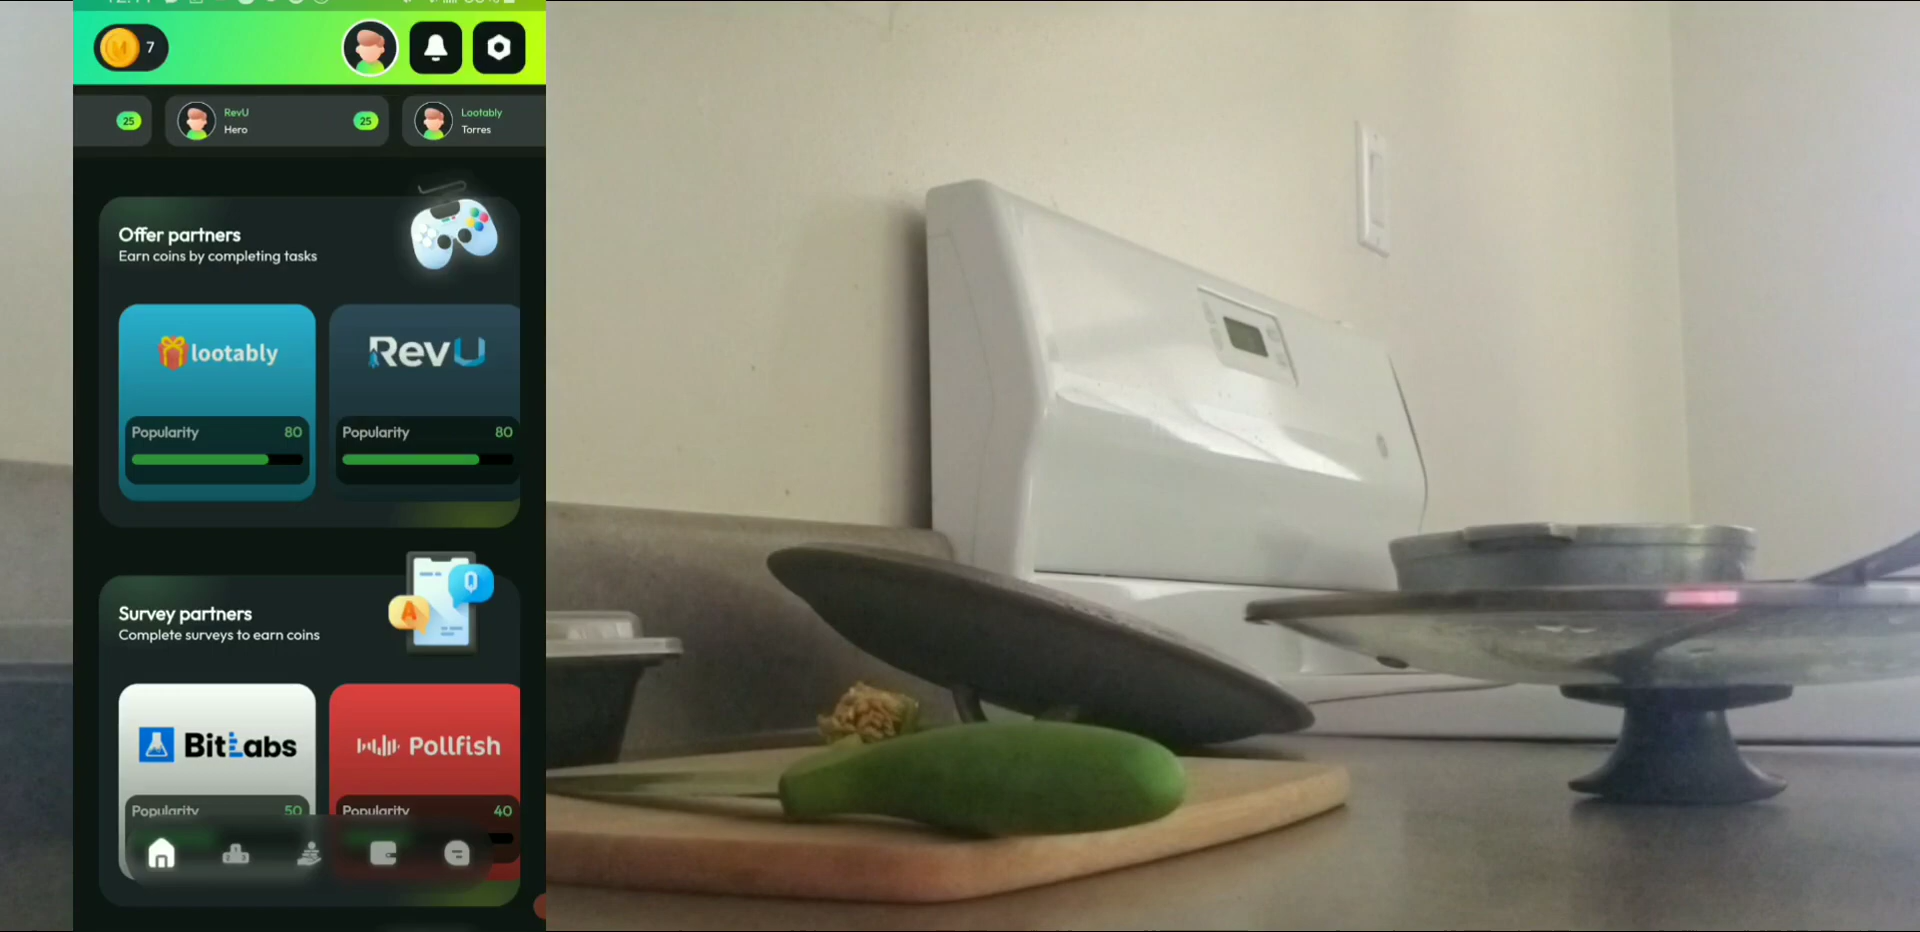 7
25
RevU
Hero
25
Lootably
Torres
Offer partners
Earn coins by completing tasks
lootably
RevU
Popularity 80
Popularity 80
Survey partners
Complete surveys to earn coins
A
Q
BitLabs
Pollfish
Popularity 50
Popularity 40